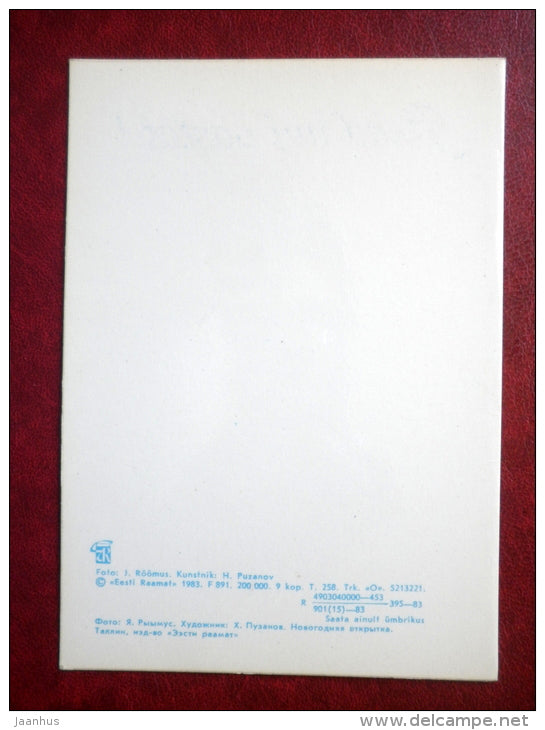 Foto: J. Rõõmus. Kunstnik: H. Puzanov
© «Eesti Raamat» 1983. F 891. 200 000. 9 kop. T. 258. Trk. «O». 5213221.
R 4903040000—453 / 901(15)—83 —395—83
Saata ainult ümbrikus
Фото: Я. Рыымус. Художник: Х. Пузанов. Новогодняя открытка.
Таллин, изд-во «Ээсти раамат»
jaanhus
www.delcampe.net